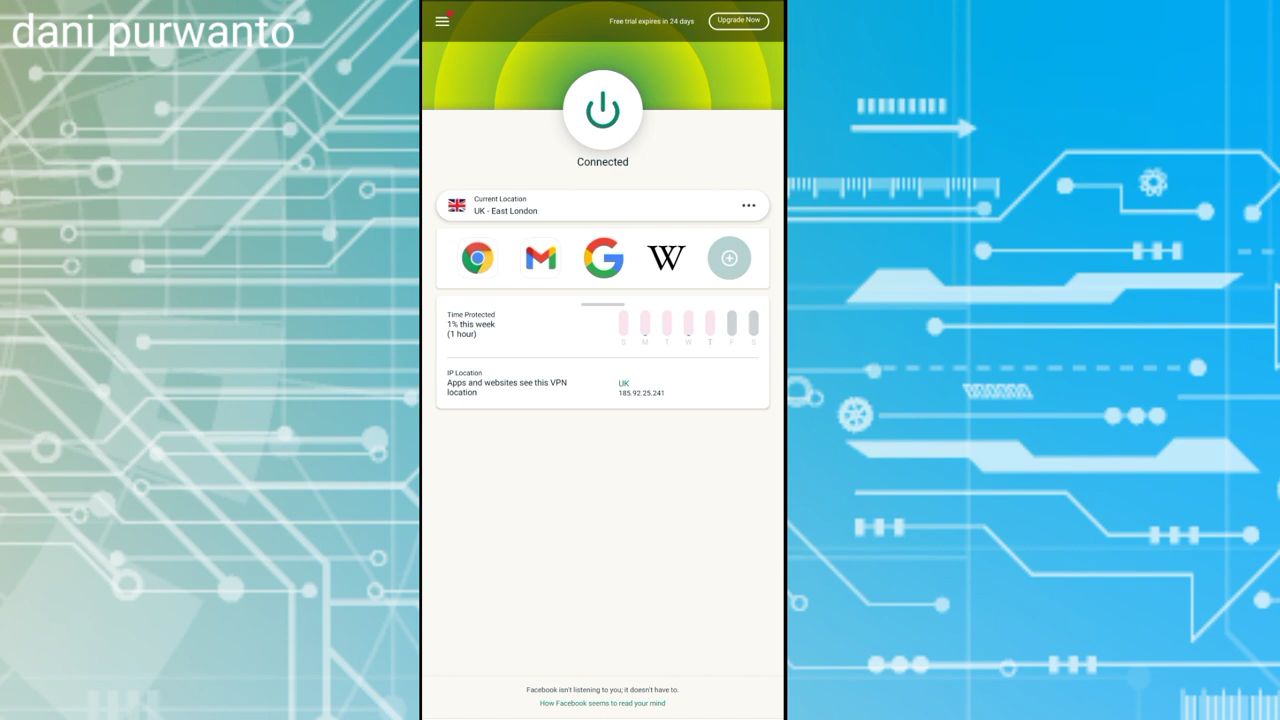 dani purwanto
Free trial expires in 24 days
Upgrade Now
Connected
Current Location
UK - East London
W
Time Protected
1% this week
(1 hour)
S M T W T F S
IP Location
Apps and websites see this VPN
location
UK
185.92.25.241
Facebook isn't listening to you; it doesn't have to.
How Facebook seems to read your mind